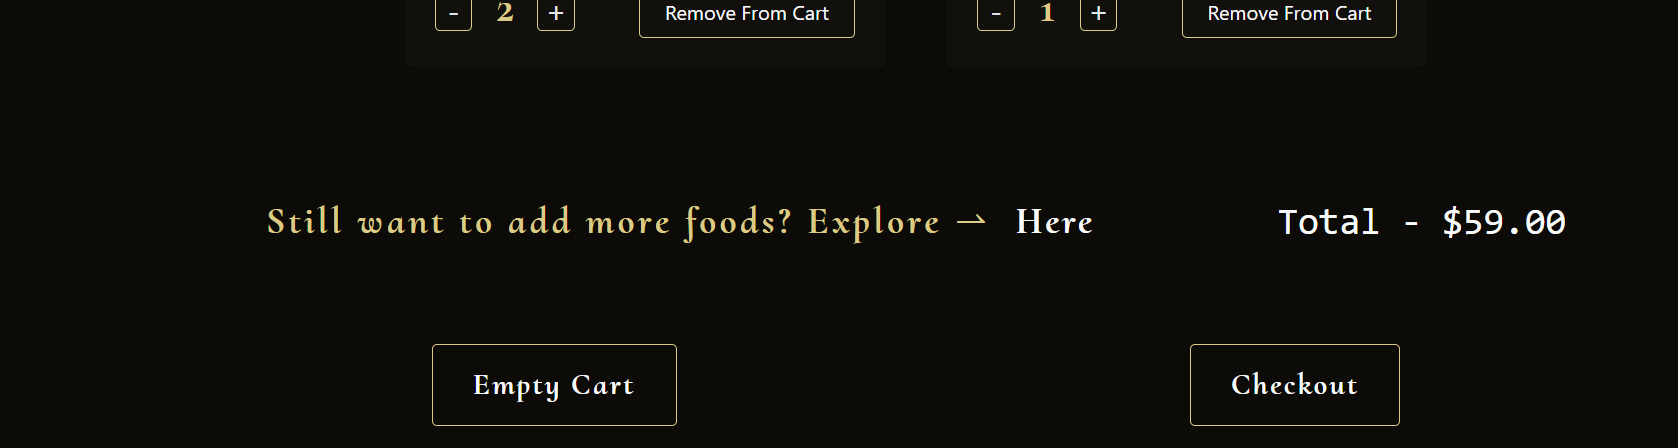 - 2 + Remove From Cart - 1 + Remove From Cart
Still want to add more foods? Explore → Here Total - $59.00
Empty Cart Checkout